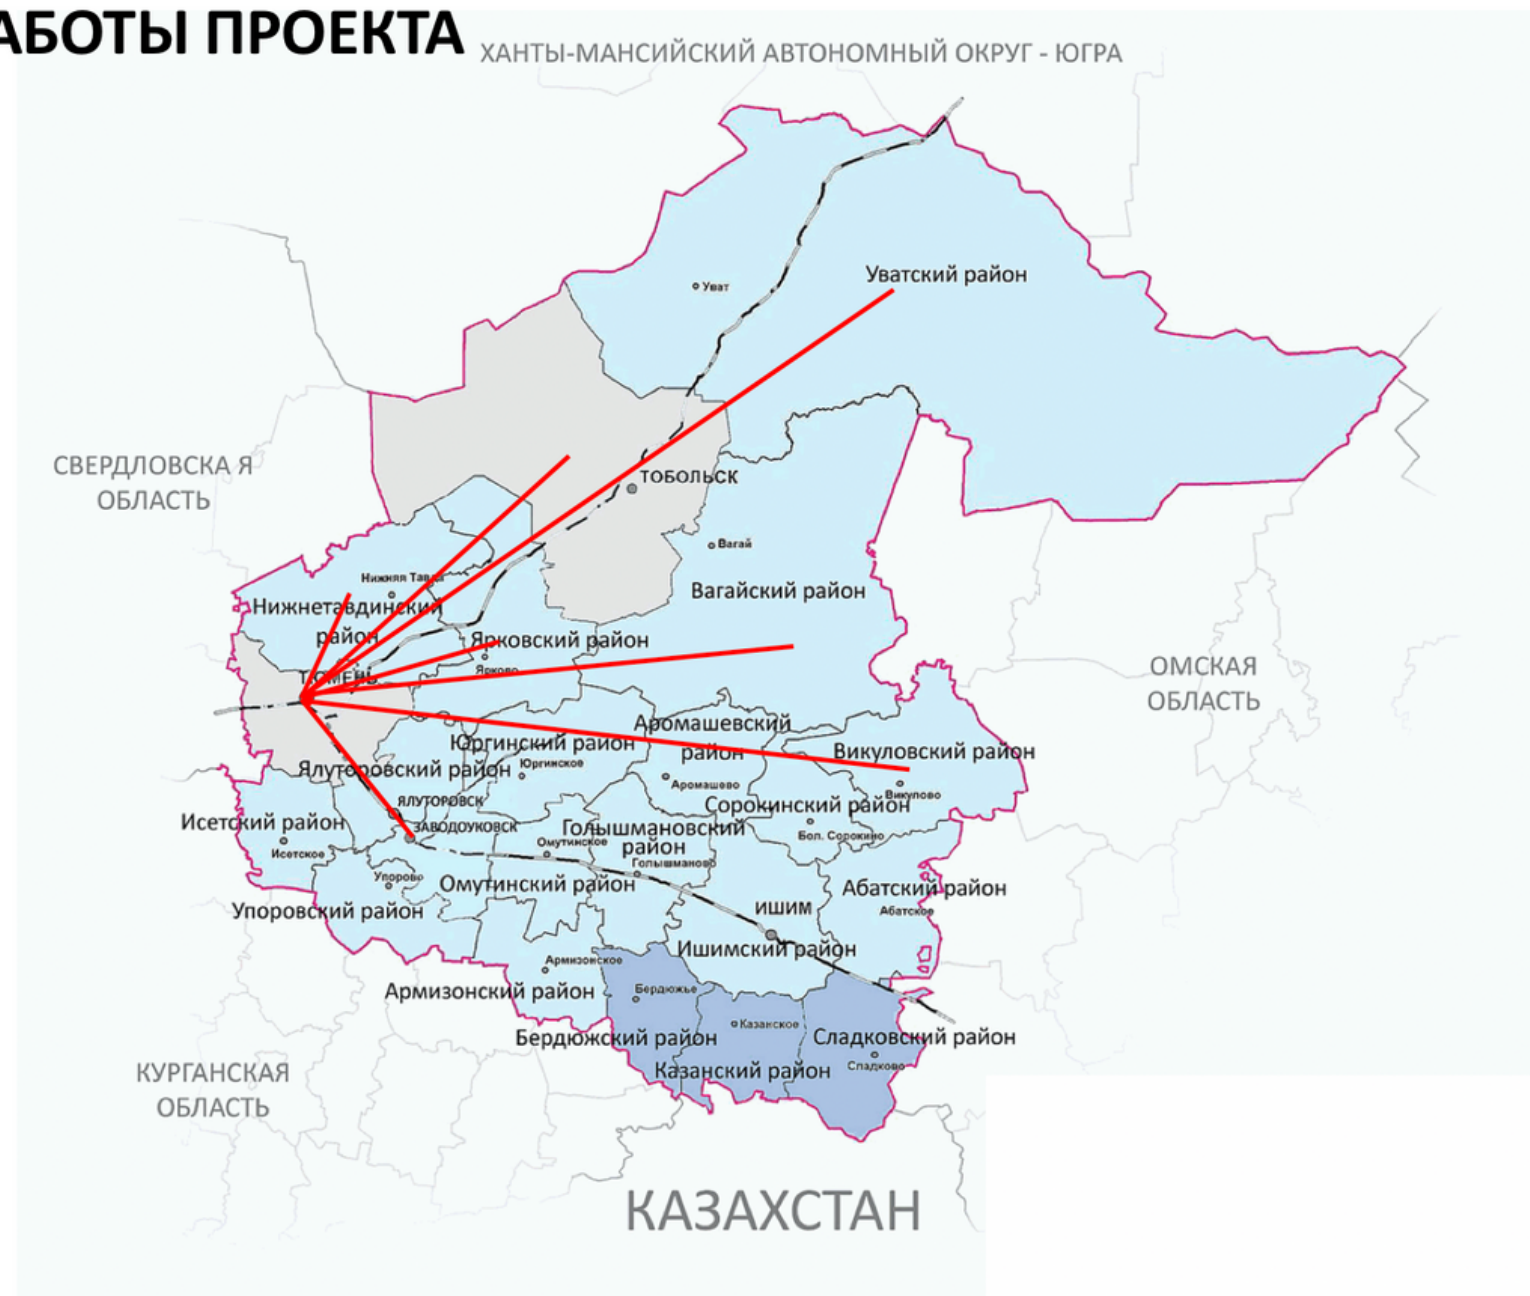 АБОТЫ ПРОЕКТА
ХАНТЫ-МАНСИЙСКИЙ АВТОНОМНЫЙ ОКРУГ - ЮГРА
Уватский район
Уват
СВЕРДЛОВСКА Я
ОБЛАСТЬ
ТОБОЛЬСК
Вагай
Вагайский район
Нижняя Тавда
Нижнетавдинский
район
Ярковский район
Ярково
ТЮМЕНЬ
ОМСКАЯ
ОБЛАСТЬ
Аромашевский
район
Аромашево
Юргинский район
Юргинское
Викуловский район
Викулово
Ялуторовский район
ЯЛУТОРОВСК
Сорокинский район
Бол. Сорокино
Исетский район
Исетское
ЗАВОДОУКОВСК
Голышмановский
район
Голышманово
Омутинское
Омутинский район
Упорово
Упоровский район
Абатский район
Абатское
ИШИМ
Ишимский район
Армизонское
Армизонский район
Бердюжье
Бердюжский район
Казанское
Казанский район
Сладковский район
Сладково
КУРГАНСКАЯ
ОБЛАСТЬ
КАЗАХСТАН